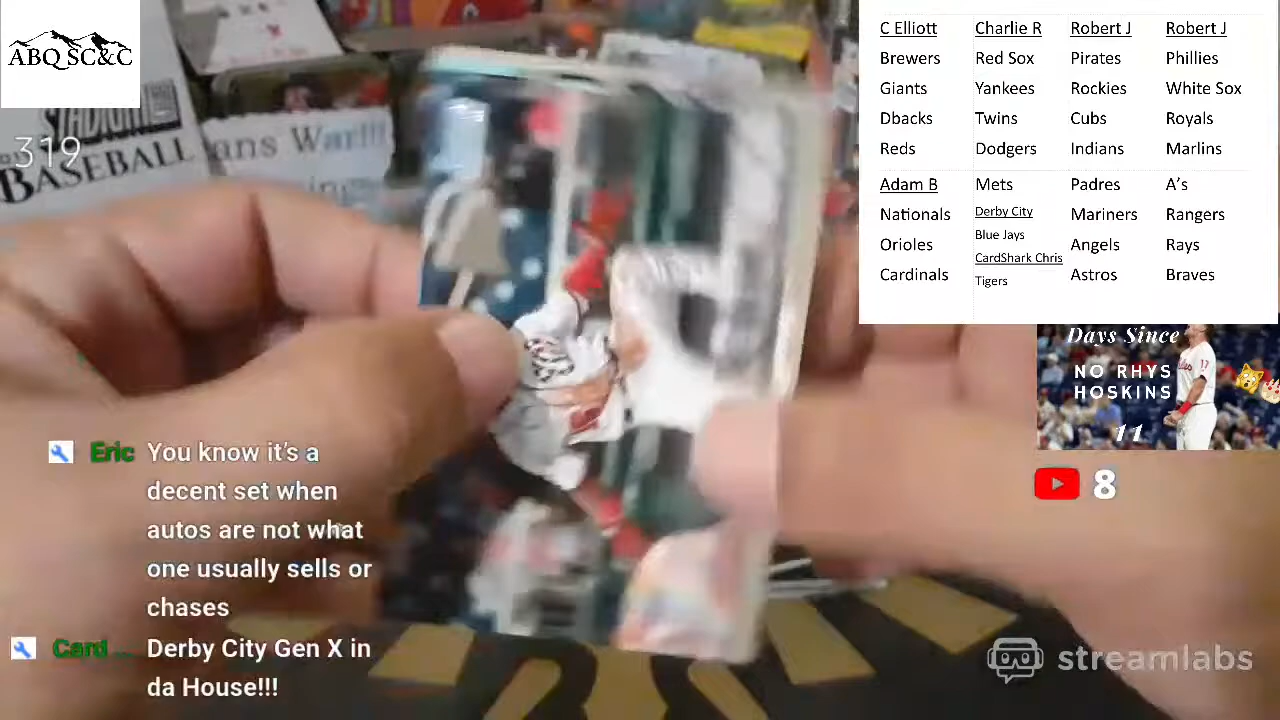 ABQ SC&C
319
STADIUM
BASEBALL
ans War!!!
C Elliott
Brewers
Giants
Dbacks
Reds
Adam B
Nationals
Orioles
Cardinals
Charlie R
Red Sox
Yankees
Twins
Dodgers
Mets
Derby City
Blue Jays
CardShark Chris
Tigers
Robert J
Pirates
Rockies
Cubs
Indians
Padres
Mariners
Angels
Astros
Robert J
Phillies
White Sox
Royals
Marlins
A's
Rangers
Rays
Braves
Days Since
NO RHYS
HOSKINS
11
8
Eric You know it's a
decent set when
autos are not what
one usually sells or
chases
Card ... Derby City Gen X in
da House!!!
streamlabs